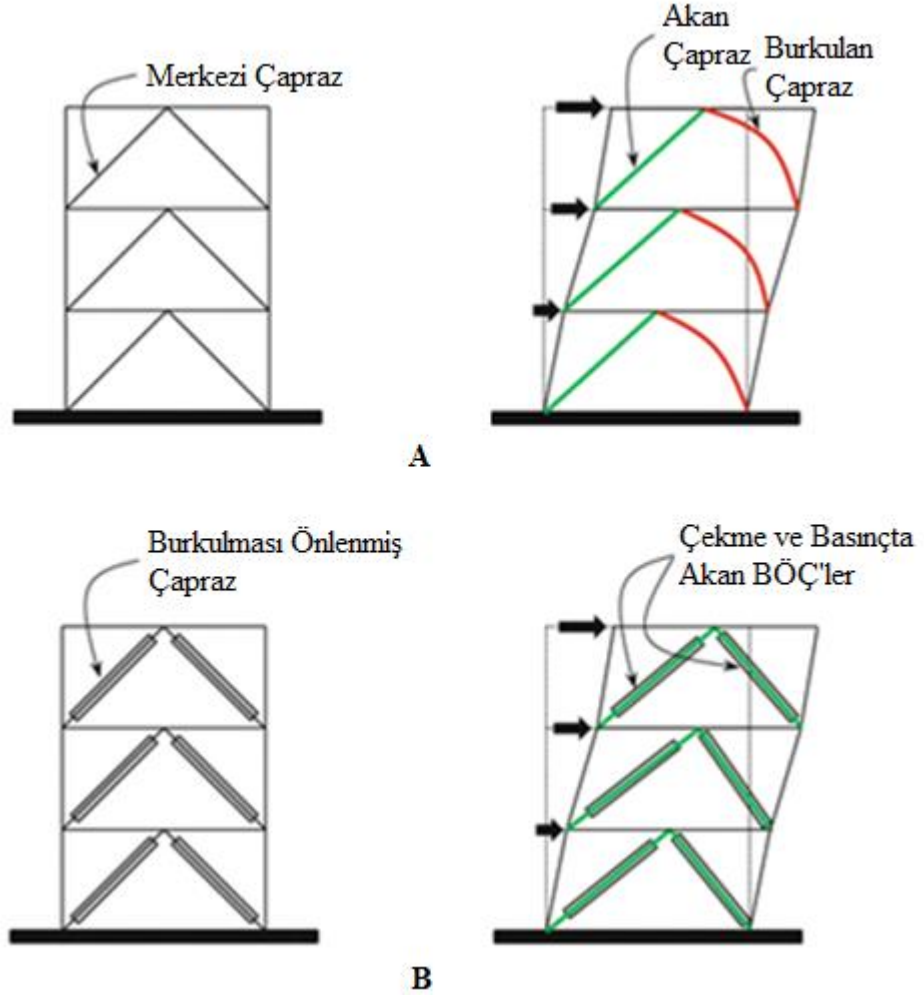 Merkezi Çapraz
Akan
Çapraz
Burkulan
Çapraz
A
Burkulması Önlenmiş
Çapraz
Çekme ve Basınçta
Akan BÖÇ'ler
B